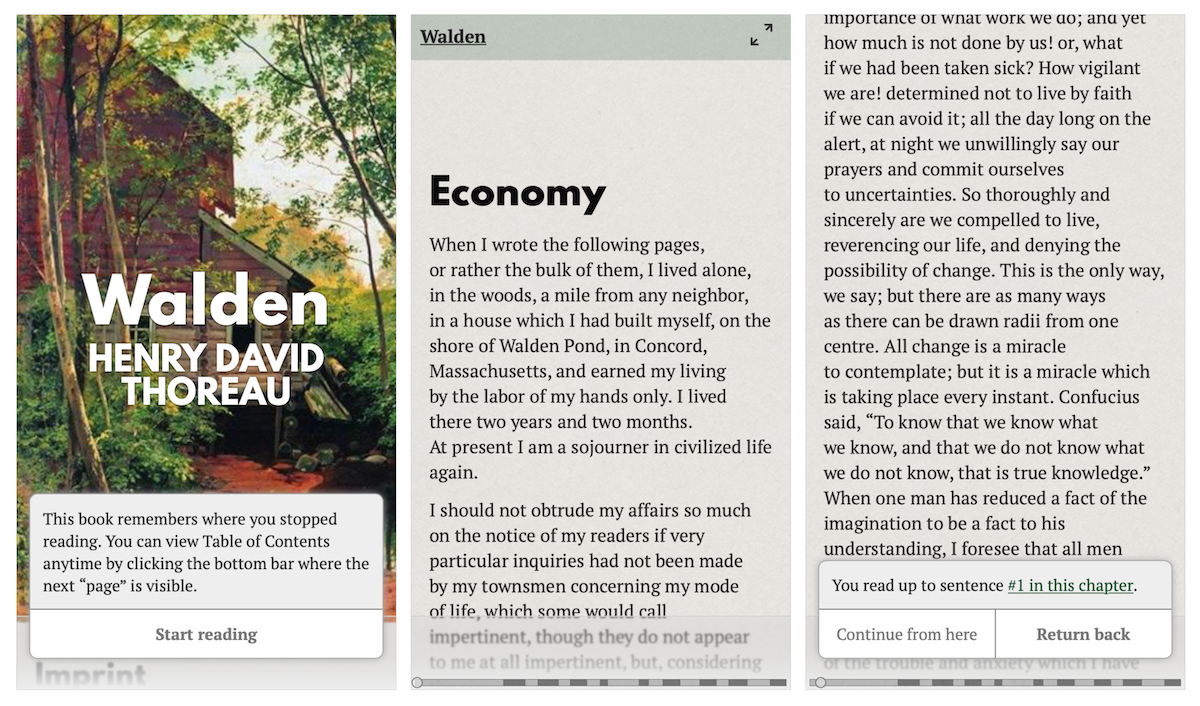 Walden
HENRY DAVID
THOREAU
This book remembers where you stopped
reading. You can view Table of Contents
anytime by clicking the bottom bar where the
next “page” is visible.
Start reading
Imprint
Walden
Economy
When I wrote the following pages,
or rather the bulk of them, I lived alone,
in the woods, a mile from any neighbor,
in a house which I had built myself, on the
shore of Walden Pond, in Concord,
Massachusetts, and earned my living
by the labor of my hands only. I lived
there two years and two months.
At present I am a sojourner in civilized life
again.
I should not obtrude my affairs so much
on the notice of my readers if very
particular inquiries had not been made
by my townsmen concerning my mode
of life, which some would call
impertinent, though they do not appear
to me at all impertinent, but, considering
importance of what work we do; and yet
how much is not done by us! or, what
if we had been taken sick? How vigilant
we are! determined not to live by faith
if we can avoid it; all the day long on the
alert, at night we unwillingly say our
prayers and commit ourselves
to uncertainties. So thoroughly and
sincerely are we compelled to live,
reverencing our life, and denying the
possibility of change. This is the only way,
we say; but there are as many ways
as there can be drawn radii from one
centre. All change is a miracle
to contemplate; but it is a miracle which
is taking place every instant. Confucius
said, “To know that we know what
we know, and that we do not know what
we do not know, that is true knowledge.”
When one man has reduced a fact of the
imagination to be a fact to his
understanding, I foresee that all men
You read up to sentence #1 in this chapter.
Continue from here
Return back
of the trouble and anxiety which I have